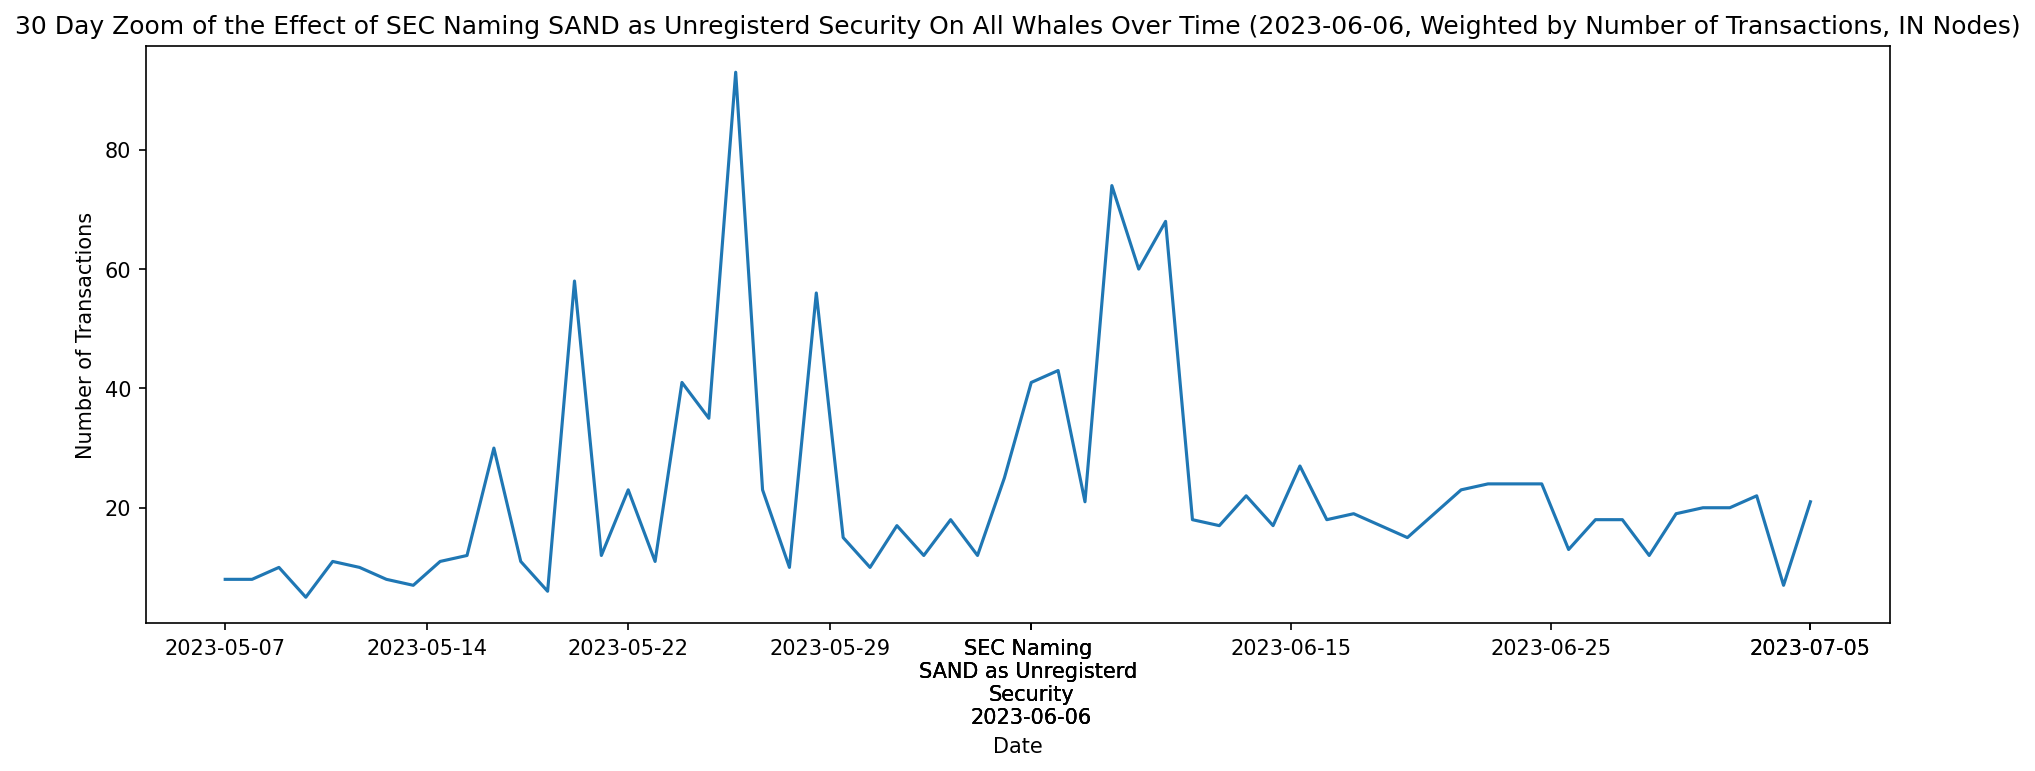 30 Day Zoom of the Effect of SEC Naming SAND as Unregisterd Security On All Whales Over Time (2023-06-06, Weighted by Number of Transactions, IN Nodes)
Number of Transactions
80
60
40
20
2023-05-07 2023-05-14 2023-05-22 2023-05-29 SEC Naming 2023-06-15 2023-06-25 2023-07-05
SAND as Unregisterd
Security
2023-06-06
Date